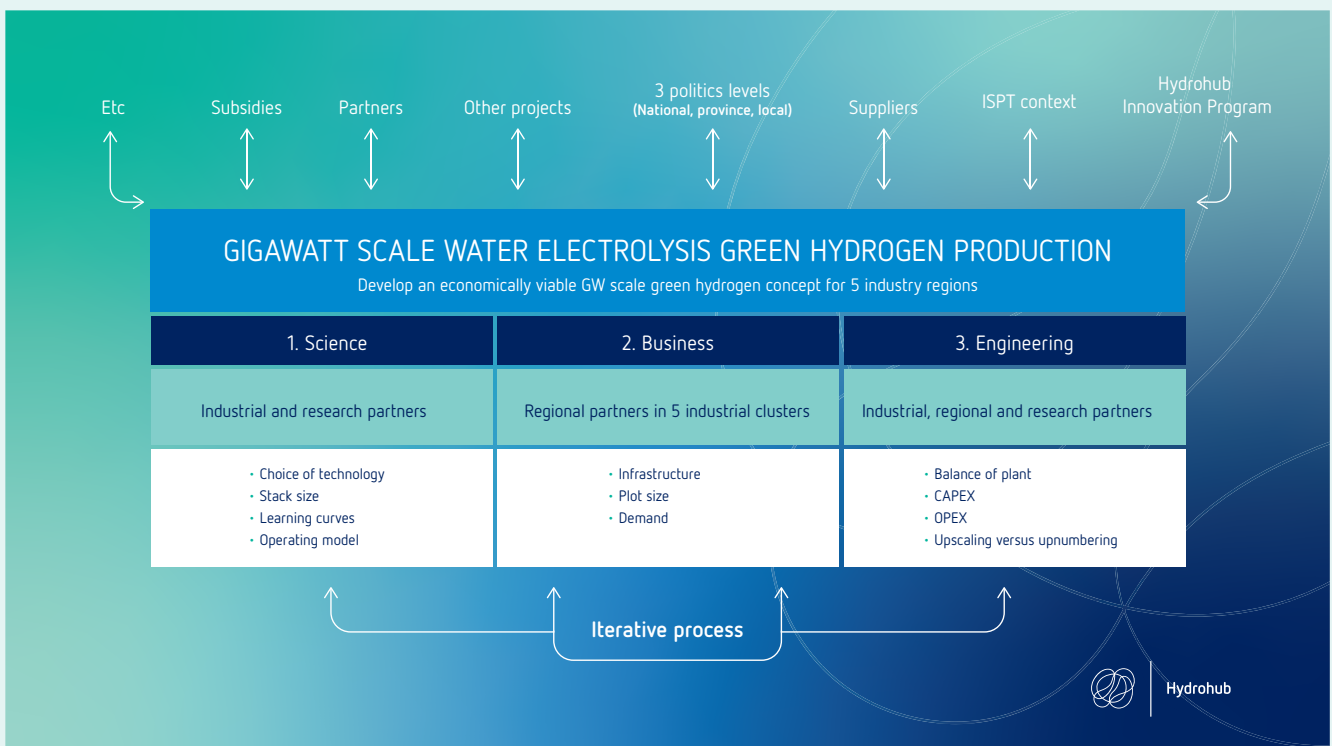 Etc
Subsidies
Partners
Other projects
3 politics levels
(National, province, local)
Suppliers
ISPT context
Hydrohub
Innovation Program
GIGAWATT SCALE WATER ELECTROLYSIS GREEN HYDROGEN PRODUCTION
Develop an economically viable GW scale green hydrogen concept for 5 industry regions
1. Science
2. Business
3. Engineering
Industrial and research partners
Regional partners in 5 industrial clusters
Industrial, regional and research partners
• Choice of technology
• Stack size
• Learning curves
• Operating model
• Infrastructure
• Plot size
• Demand
• Balance of plant
• CAPEX
• OPEX
• Upscaling versus upnumbering
Iterative process
Hydrohub